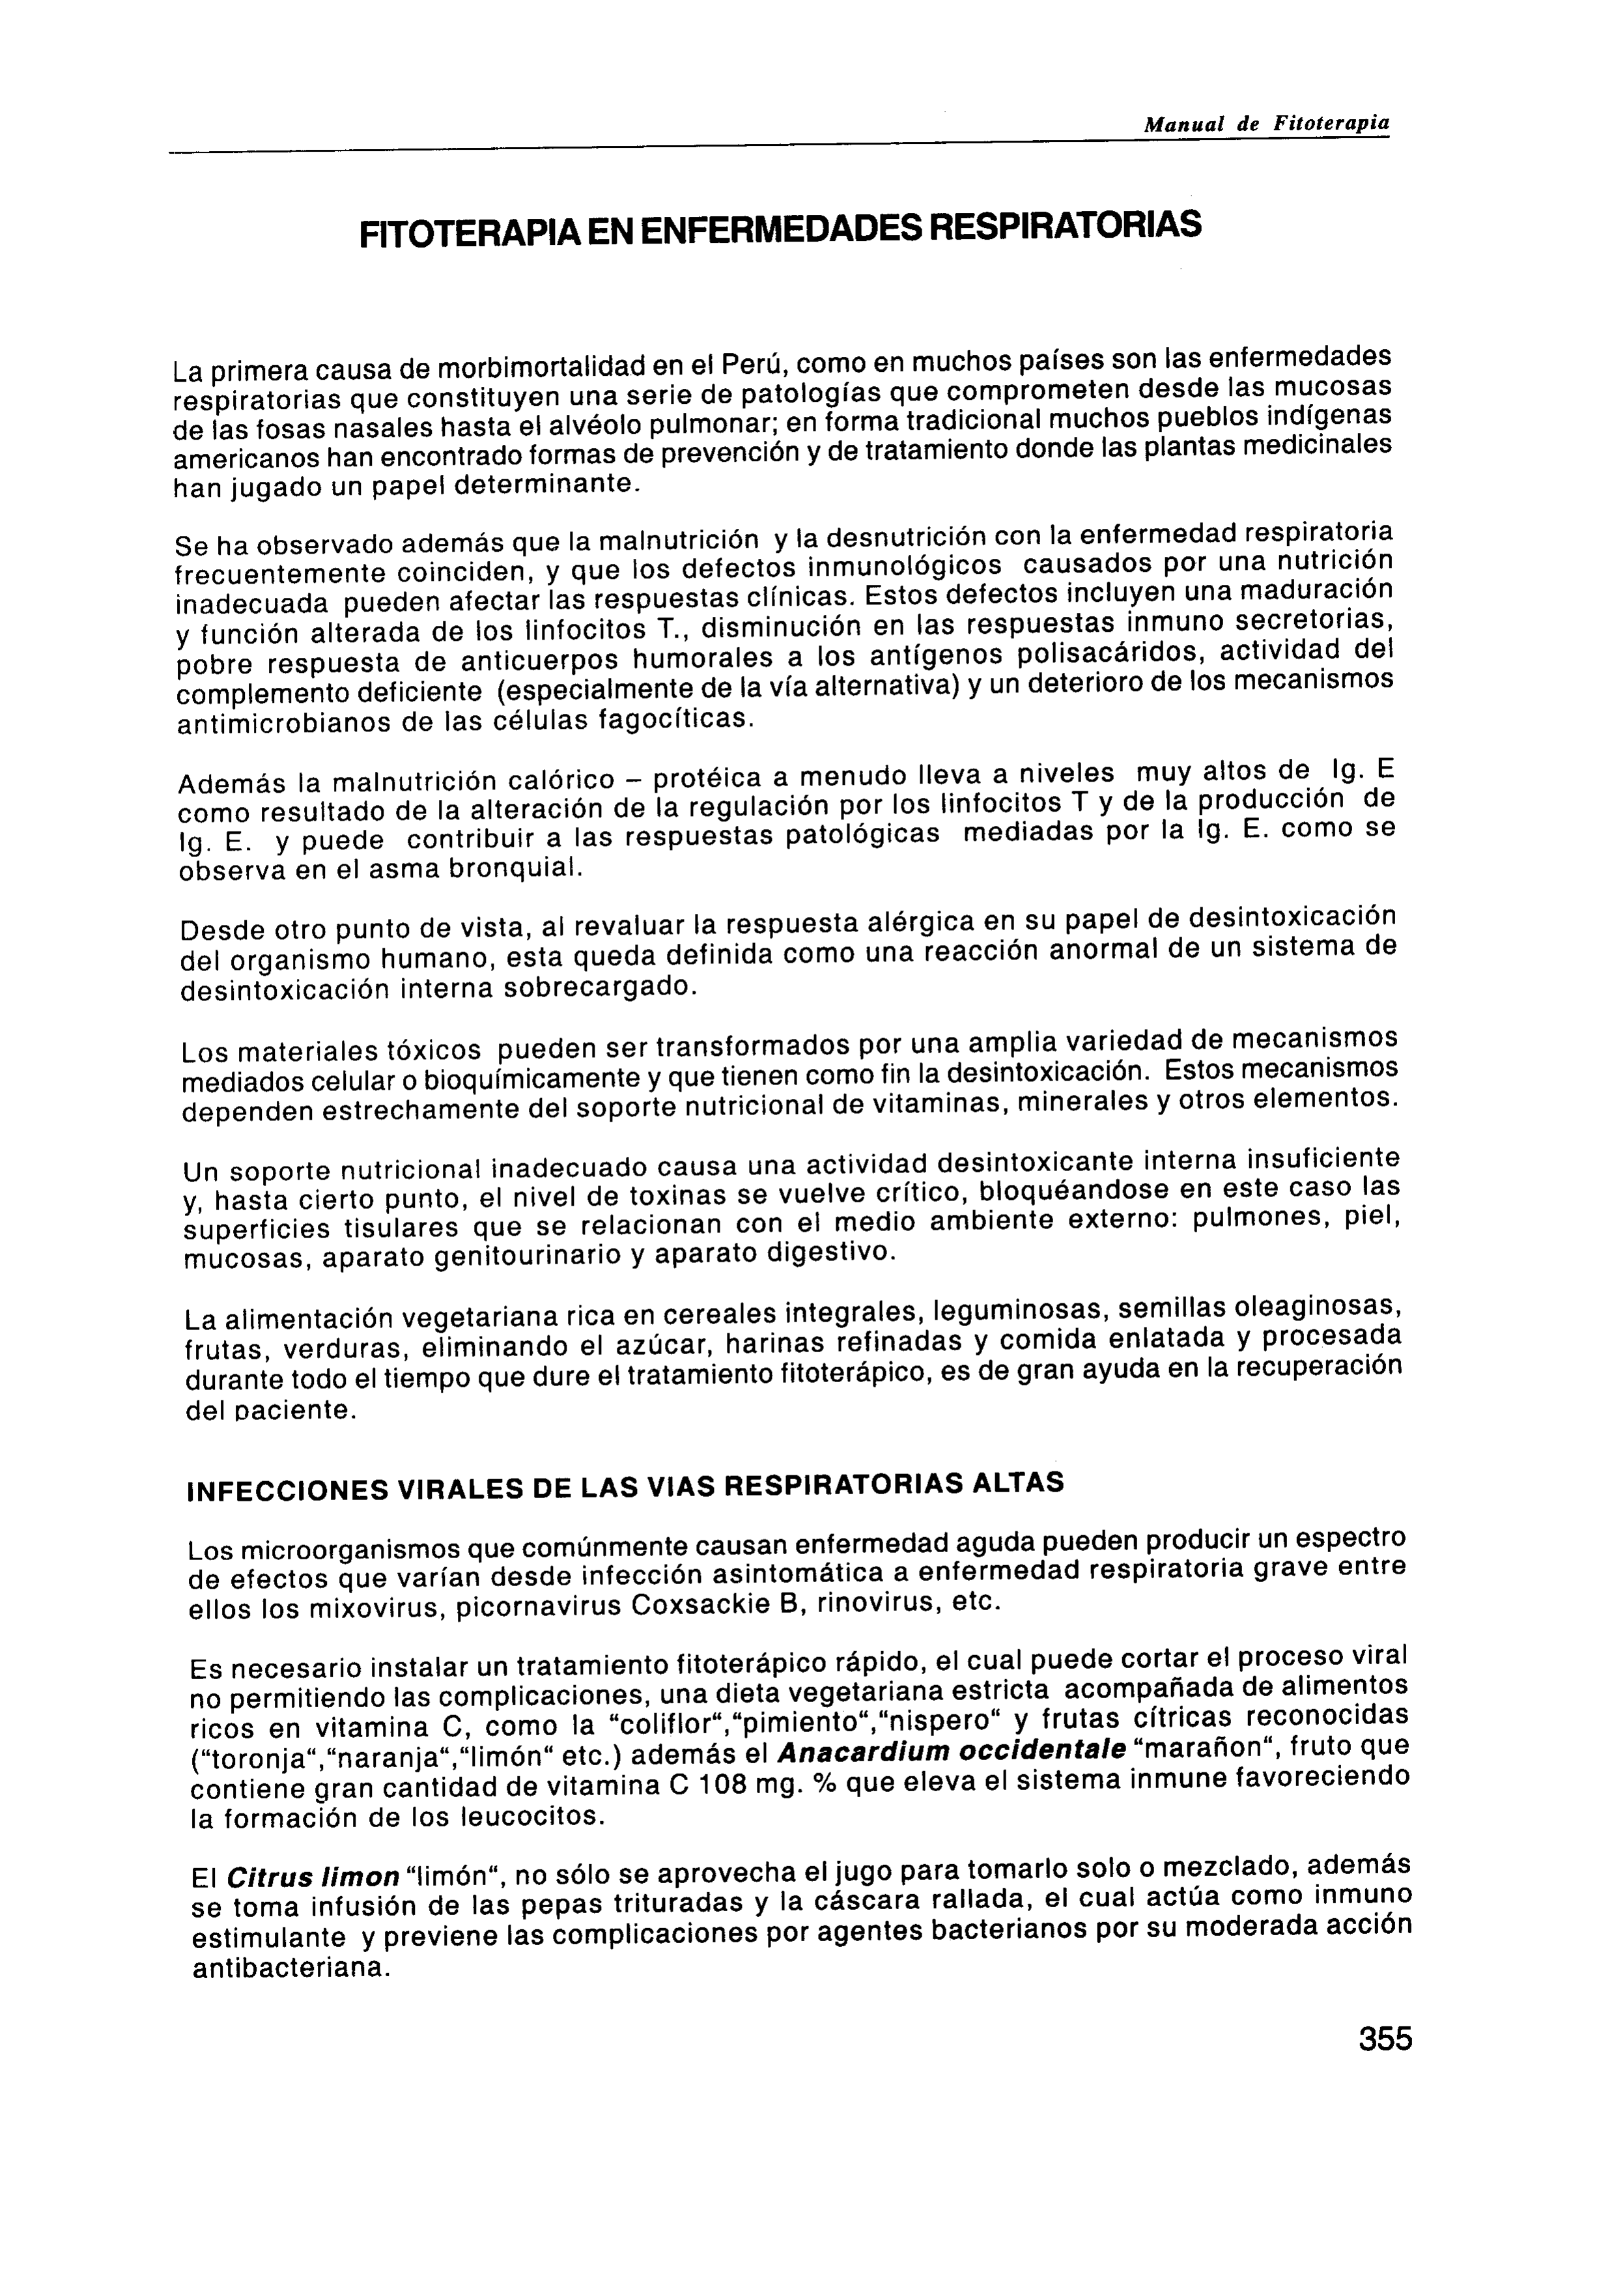 Manual de Fitoterapia
FITOTERAPIA EN ENFERMEDADES RESPIRATORIAS
La primera causa de morbimortalidad en el Perú, como en muchos países son las enfermedades
respiratorias que constituyen una serie de patologías que comprometen desde las mucosas
de las fosas nasales hasta el alvéolo pulmonar; en forma tradicional muchos pueblos indígenas
americanos han encontrado formas de prevención y de tratamiento donde las plantas medicinales
han jugado un papel determinante.
Se ha observado además que la malnutrición y la desnutrición con la enfermedad respiratoria
frecuentemente coinciden, y que los defectos inmunológicos causados por una nutrición
inadecuada pueden afectar las respuestas clínicas. Estos defectos incluyen una maduración
y función alterada de los linfocitos T., disminución en las respuestas inmuno secretorias,
pobre respuesta de anticuerpos humorales a los antígenos polisacáridos, actividad del
complemento deficiente (especialmente de la vía alternativa) y un deterioro de los mecanismos
antimicrobianos de las células fagocíticas.
Además la malnutrición calórico – protéica a menudo lleva a niveles muy altos de Ig. E
como resultado de la alteración de la regulación por los linfocitos T y de la producción de
Ig. E. y puede contribuir a las respuestas patológicas mediadas por la Ig. E. como se
observa en el asma bronquial.
Desde otro punto de vista, al revaluar la respuesta alérgica en su papel de desintoxicación
del organismo humano, esta queda definida como una reacción anormal de un sistema de
desintoxicación interna sobrecargado.
Los materiales tóxicos pueden ser transformados por una amplia variedad de mecanismos
mediados celular o bioquímicamente y que tienen como fin la desintoxicación. Estos mecanismos
dependen estrechamente del soporte nutricional de vitaminas, minerales y otros elementos.
Un soporte nutricional inadecuado causa una actividad desintoxicante interna insuficiente
y, hasta cierto punto, el nivel de toxinas se vuelve crítico, bloquéandose en este caso las
superficies tisulares que se relacionan con el medio ambiente externo: pulmones, piel,
mucosas, aparato genitourinario y aparato digestivo.
La alimentación vegetariana rica en cereales integrales, leguminosas, semillas oleaginosas,
frutas, verduras, eliminando el azúcar, harinas refinadas y comida enlatada y procesada
durante todo el tiempo que dure el tratamiento fitoterápico, es de gran ayuda en la recuperación
del paciente.
INFECCIONES VIRALES DE LAS VIAS RESPIRATORIAS ALTAS
Los microorganismos que comúnmente causan enfermedad aguda pueden producir un espectro
de efectos que varían desde infección asintomática a enfermedad respiratoria grave entre
ellos los mixovirus, picornavirus Coxsackie B, rinovirus, etc.
Es necesario instalar un tratamiento fitoterápico rápido, el cual puede cortar el proceso viral
no permitiendo las complicaciones, una dieta vegetariana estricta acompañada de alimentos
ricos en vitamina C, como la “coliflor“,“pimiento“,“nispero“ y frutas cítricas reconocidas
(“toronja“,“naranja“,“limón“ etc.) además el Anacardium occidentale “marañon“, fruto que
contiene gran cantidad de vitamina C 108 mg. % que eleva el sistema inmune favoreciendo
la formación de los leucocitos.
El Citrus limon “limón“, no sólo se aprovecha el jugo para tomarlo solo o mezclado, además
se toma infusión de las pepas trituradas y la cáscara rallada, el cual actúa como inmuno
estimulante y previene las complicaciones por agentes bacterianos por su moderada acción
antibacteriana.
355